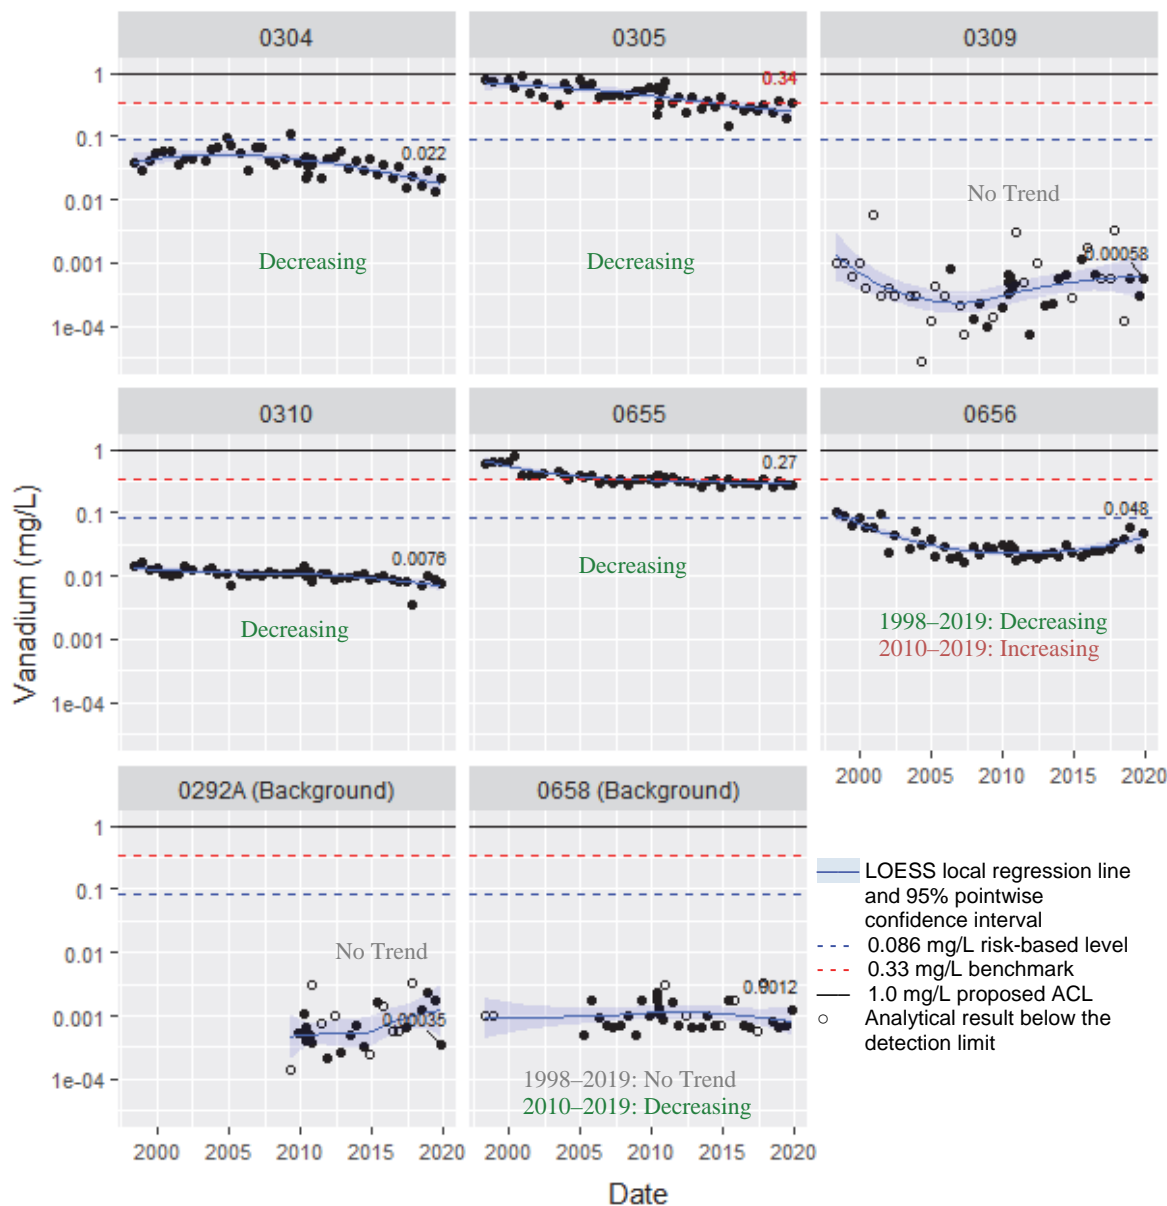 0304
0305
0309
1
0.1
0.01
0.001
1e-04
0.022
Decreasing
0.34
Decreasing
No Trend
0.00058
0310
0655
0656
Vanadium (mg/L)
1
0.1
0.01
0.001
1e-04
0.0076
Decreasing
0.27
Decreasing
0.048
1998–2019: Decreasing
2010–2019: Increasing
2000 2005 2010 2015 2020
0292A (Background)
0658 (Background)
1
0.1
0.01
0.001
1e-04
No Trend
0.00035
0.0012
1998–2019: No Trend
2010–2019: Decreasing
2000 2005 2010 2015 2020
2000 2005 2010 2015 2020
Date
LOESS local regression line
and 95% pointwise
confidence interval
0.086 mg/L risk-based level
0.33 mg/L benchmark
1.0 mg/L proposed ACL
Analytical result below the
detection limit